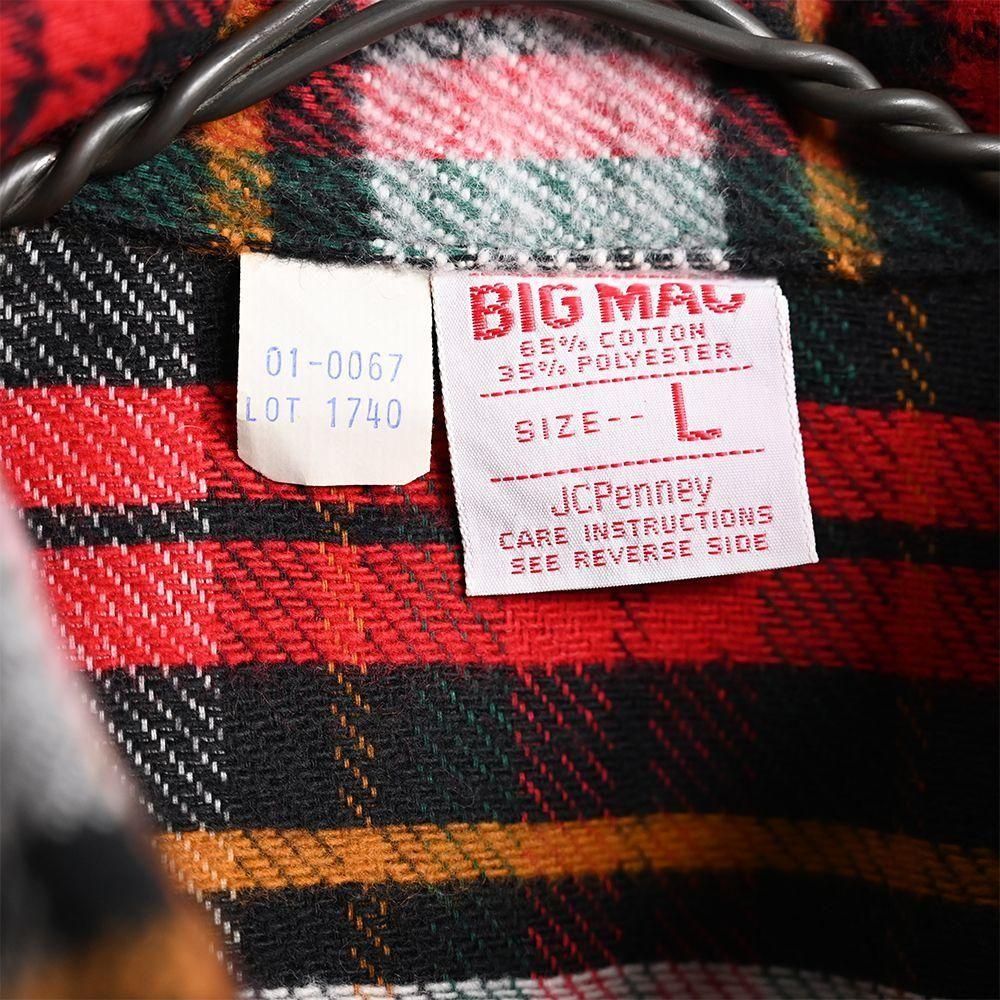 01-0067
LOT 1740
BIG MAC
65% COTTON
35% POLYESTER
SIZE-- L
JCPenney
CARE INSTRUCTIONS
SEE REVERSE SIDE